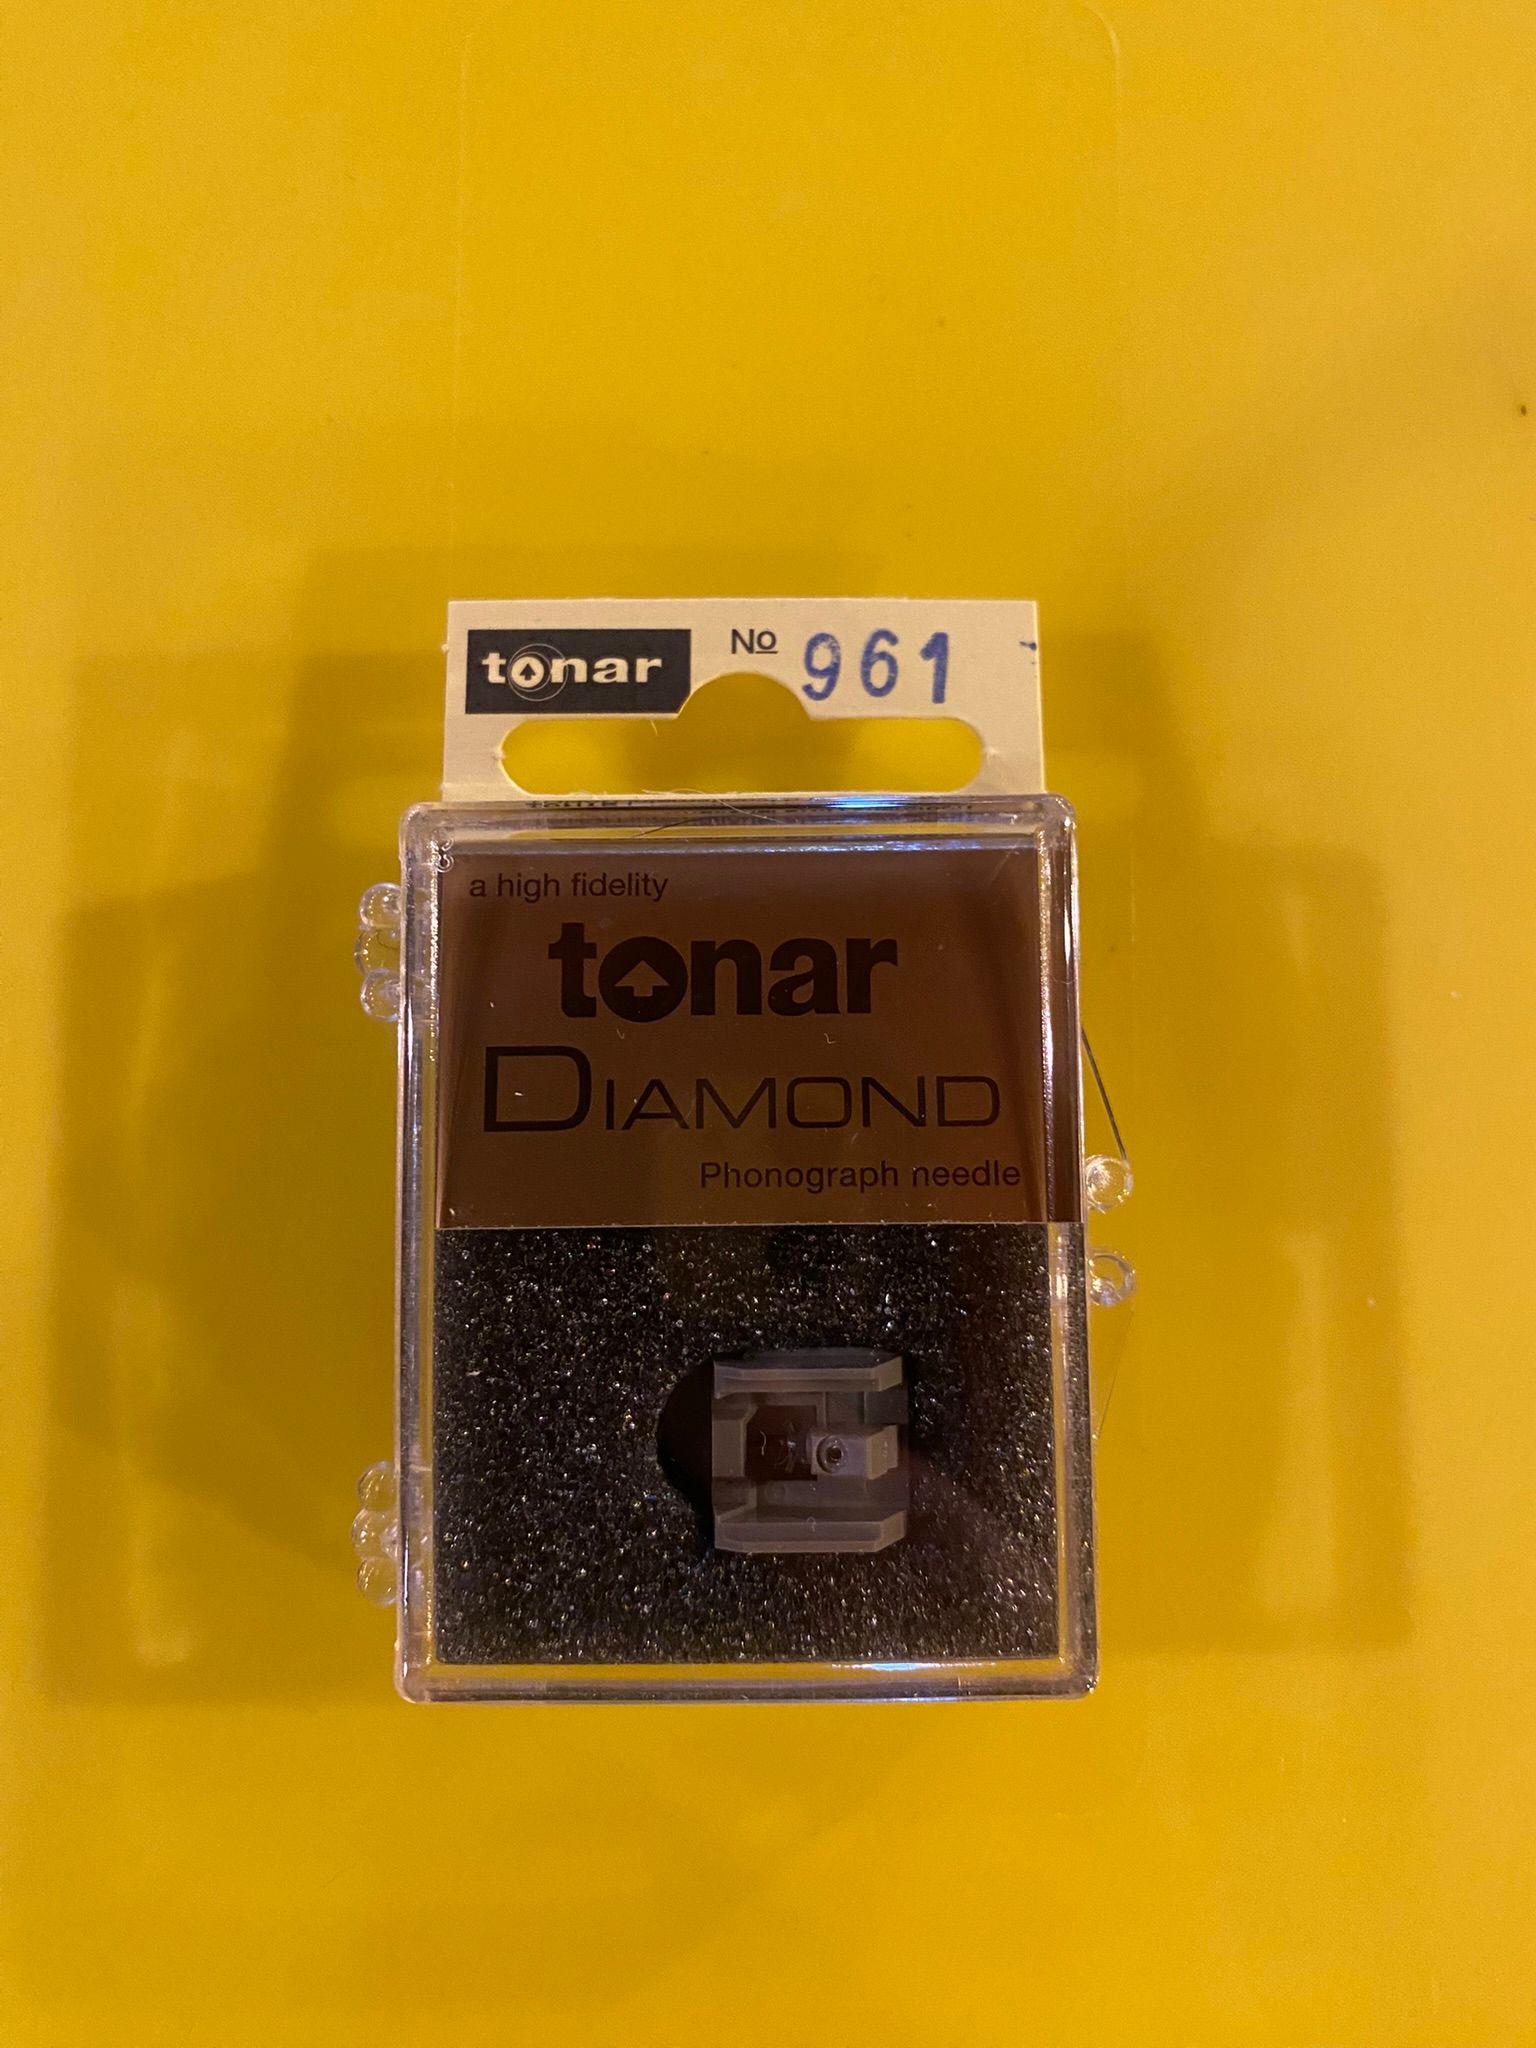 tonar No 961
a high fidelity
tonar
DIAMOND
Phonograph needle